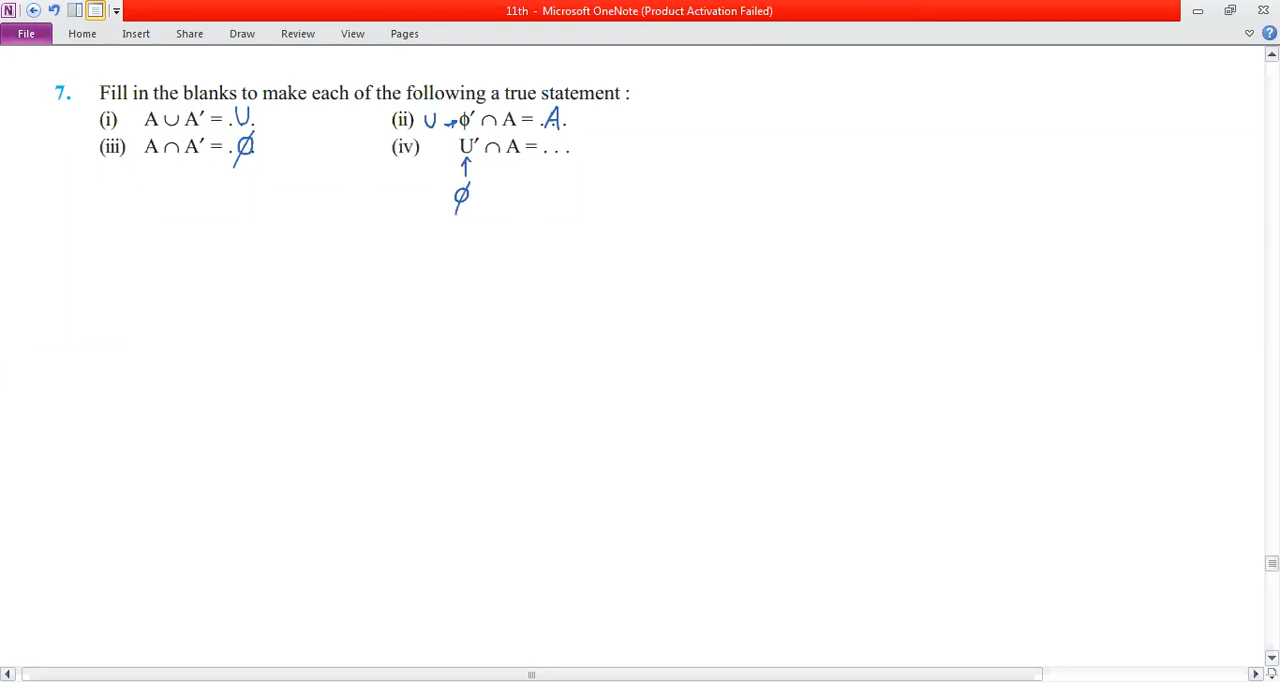 11th - Microsoft OneNote (Product Activation Failed)
File Home Insert Share Draw Review View Pages
7. Fill in the blanks to make each of the following a true statement :
(i) A ∪ A′ = . U . (ii) U → ϕ′ ∩ A = . A .
(iii) A ∩ A′ = . ϕ . (iv) U′ ∩ A = . . .
↑
ϕ